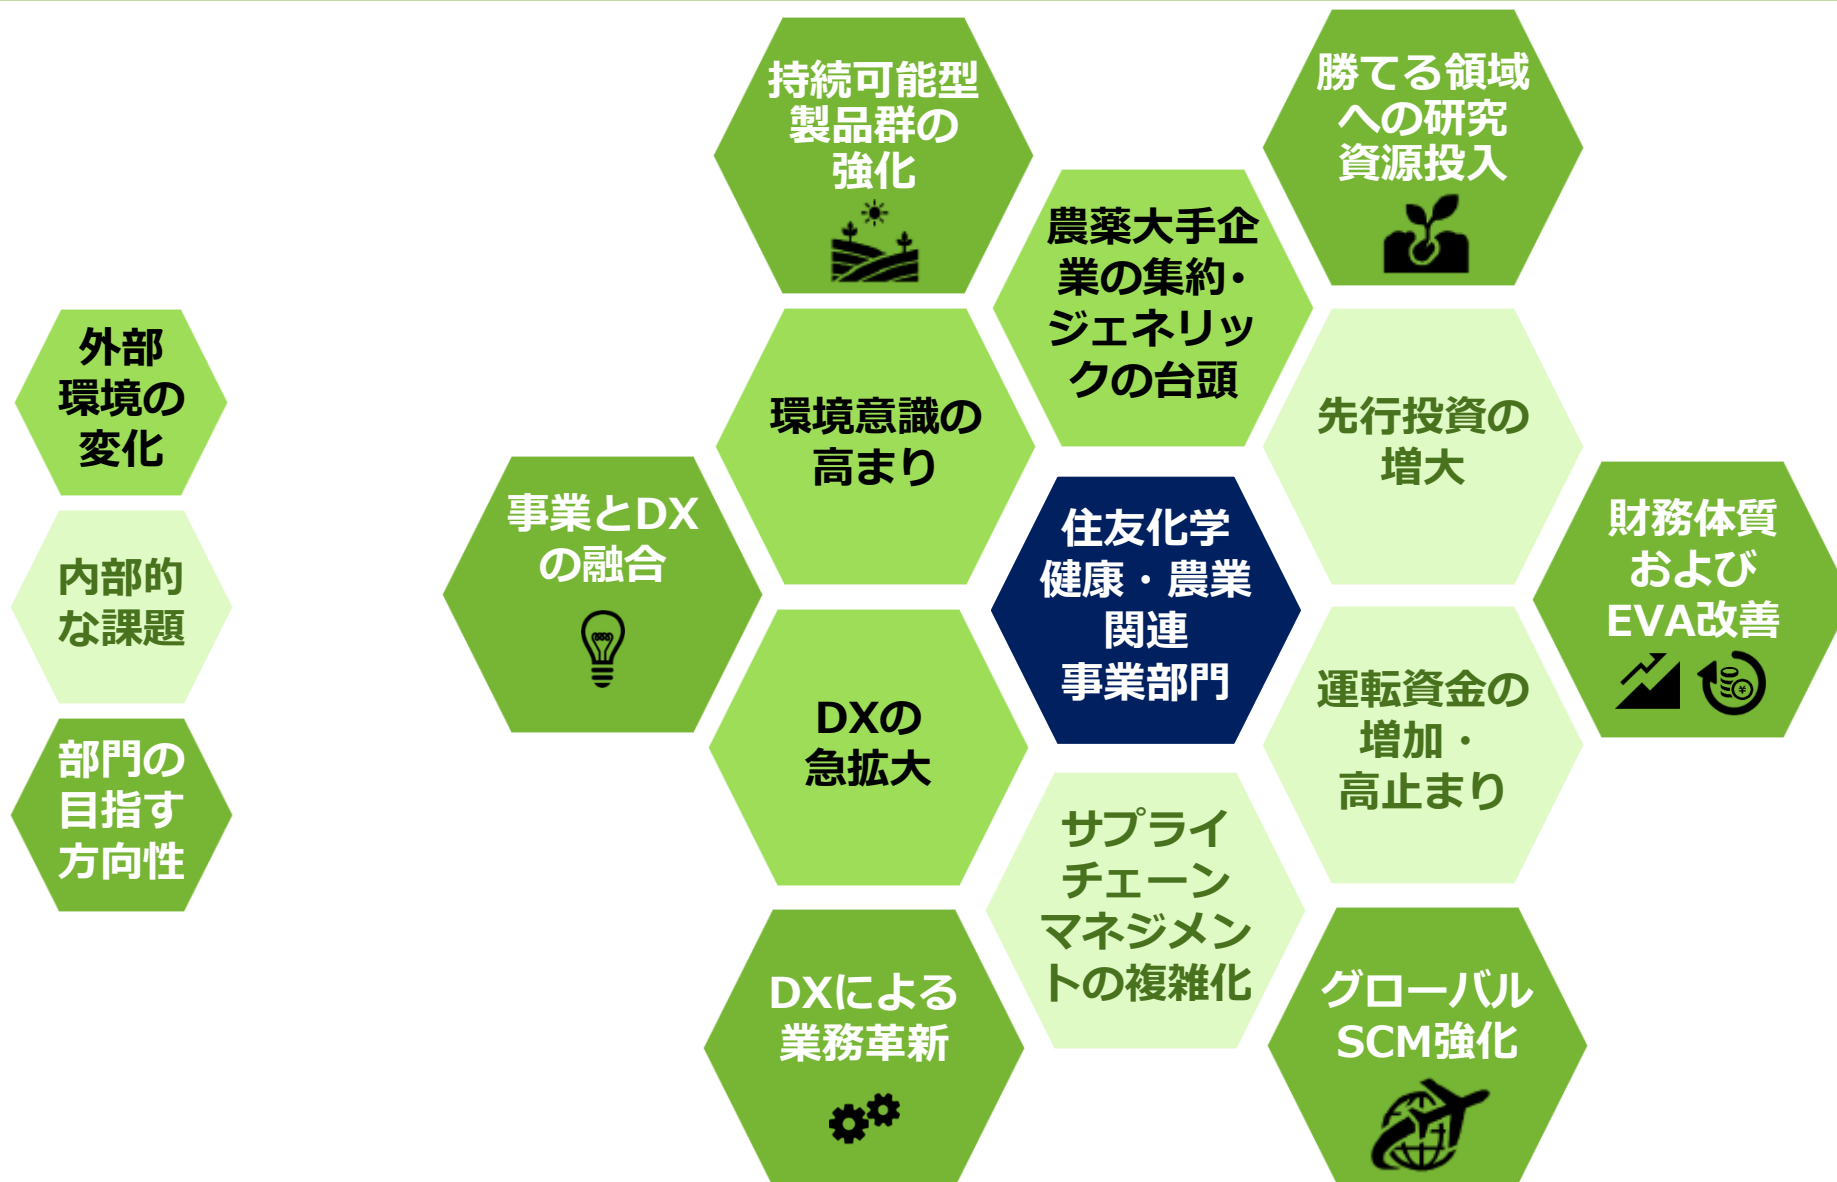 持続可能型
製品群の
強化
勝てる領域
への研究
資源投入
農薬大手企
業の集約・
ジェネリッ
クの台頭
外部
環境の
変化
環境意識の
高まり
先行投資の
増大
事業とDX
の融合
住友化学
健康・農業
関連
事業部門
財務体質
および
EVA改善
内部的
な課題
DXの
急拡大
運転資金の
増加・
高止まり
部門の
目指す
方向性
サプライ
チェーン
マネジメン
トの複雑化
DXによる
業務革新
グローバル
SCM強化